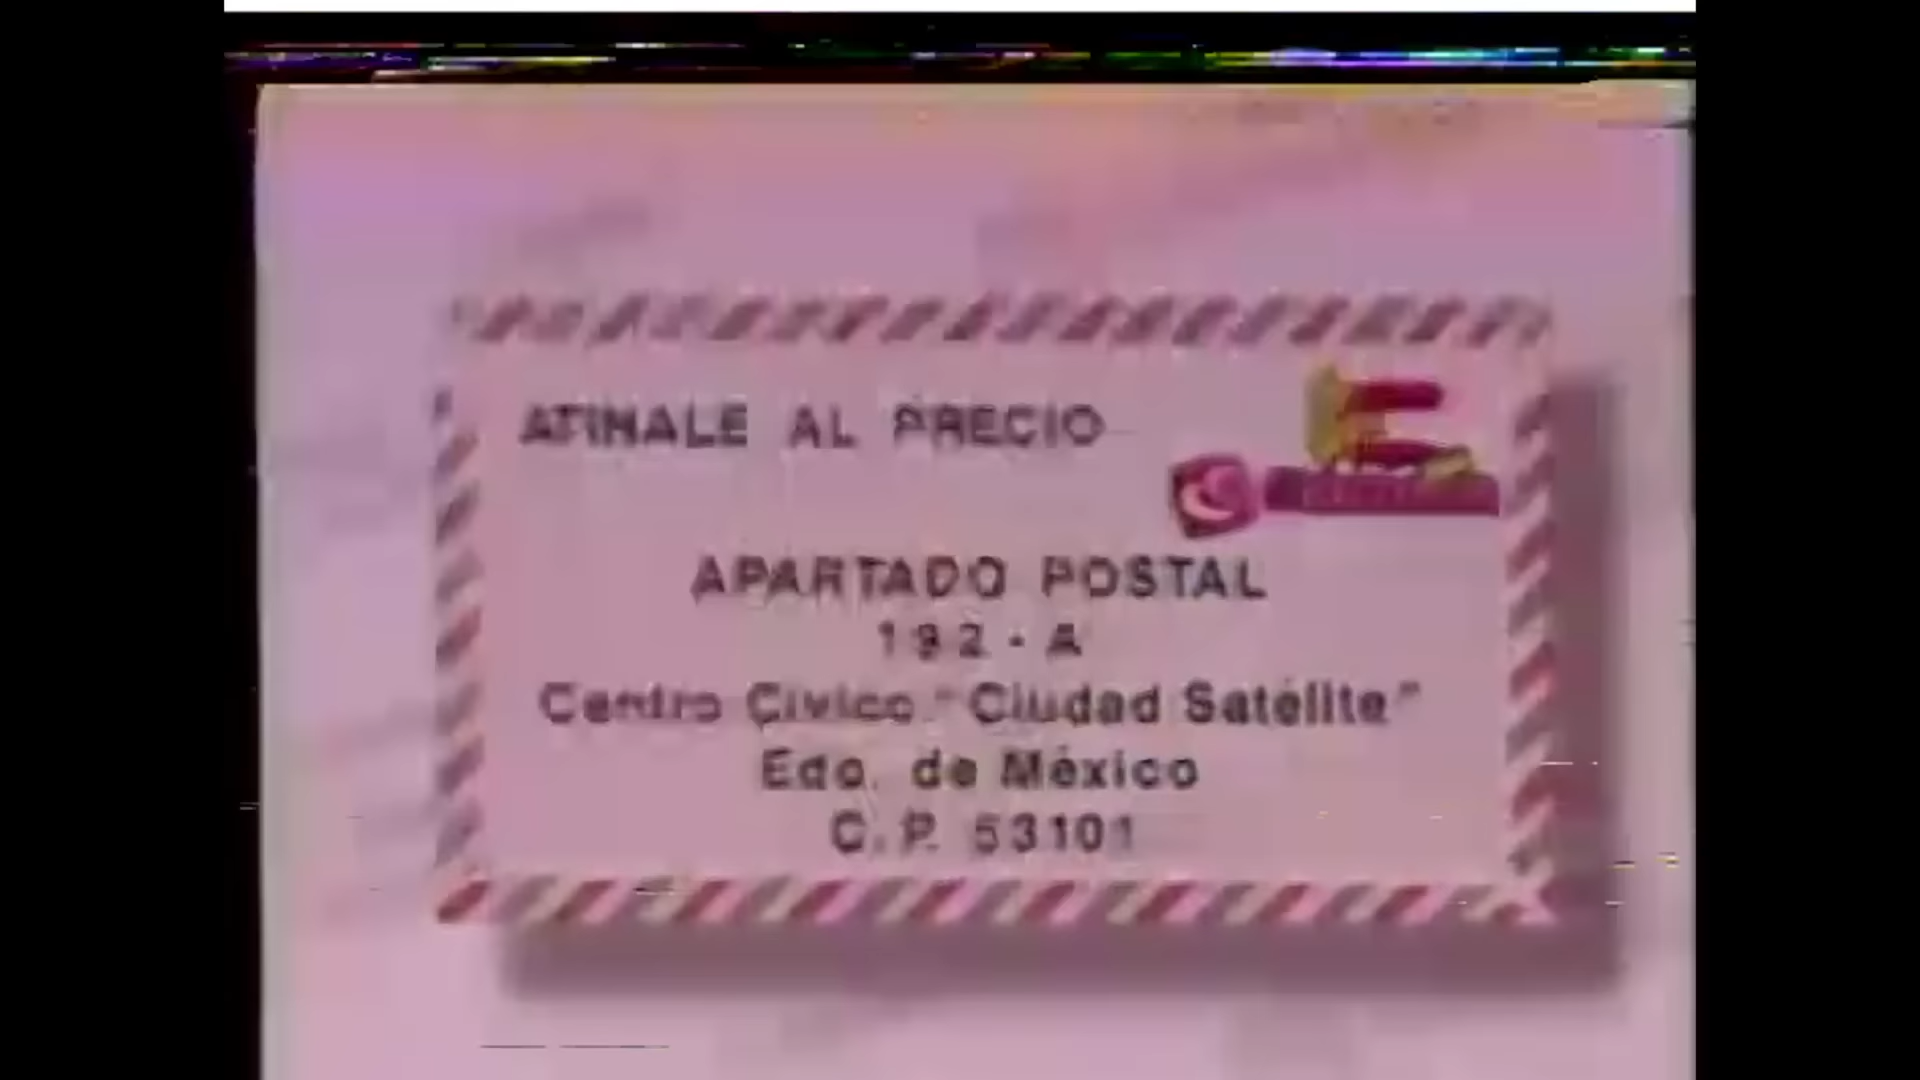 ATINALE AL PRECIO
APARTADO POSTAL
192 - A
Centro Cívico "Ciudad Satélite"
Edo. de México
C.P. 53101